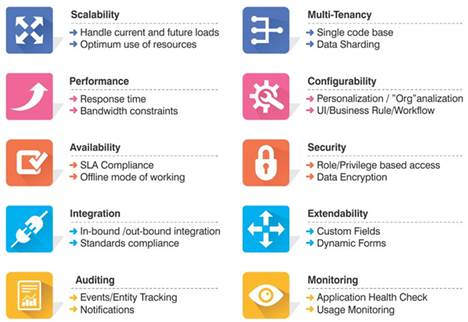 Scalability
Handle current and future loads
Optimum use of resources
Multi-Tenancy
Single code base
Data Sharding
Performance
Response time
Bandwidth constraints
Configurability
Personalization / "Org"analization
UI/Business Rule/Workflow
Availability
SLA Compliance
Offline mode of working
Security
Role/Privilege based access
Data Encryption
Integration
In-bound /out-bound integration
Standards compliance
Extendability
Custom Fields
Dynamic Forms
Auditing
Events/Entity Tracking
Notifications
Monitoring
Application Health Check
Usage Monitoring